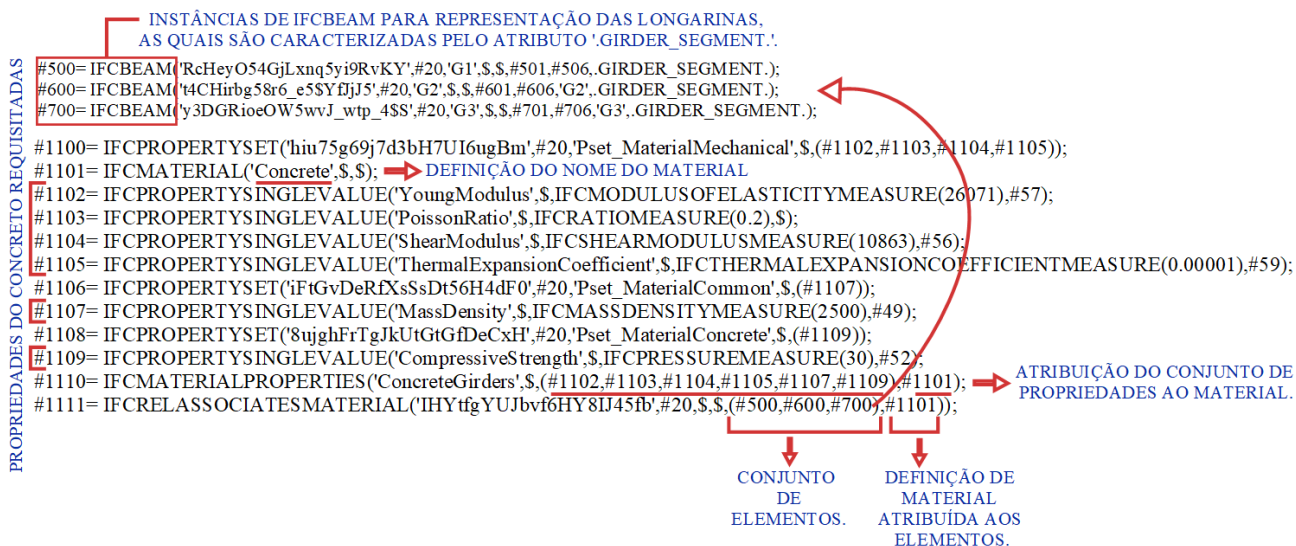 INSTÂNCIAS DE IFCBEAM PARA REPRESENTAÇÃO DAS LONGARINAS,
AS QUAIS SÃO CARACTERIZADAS PELO ATRIBUTO '.GIRDER_SEGMENT.'.
PROPRIEDADES DO CONCRETO REQUISITADAS
#500= IFCBEAM('RcHeyO54GjLxnq5yi9RvKY',#20,'G1',$,$,#501,#506,.GIRDER_SEGMENT.);
#600= IFCBEAM('t4CHirbg58r6_e5$YfJjJ5',#20,'G2',$,$,#601,#606,'G2',.GIRDER_SEGMENT.);
#700= IFCBEAM('y3DGRioeOW5wvJ_wtp_4$S',#20,'G3',$,$,#701,#706,'G3',.GIRDER_SEGMENT.);
#1100= IFCPROPERTYSET('hiu75g69j7d3bH7UI6ugBm',#20,'Pset_MaterialMechanical',$,(#1102,#1103,#1104,#1105));
#1101= IFCMATERIAL('Concrete',$,$); DEFINIÇÃO DO NOME DO MATERIAL
#1102= IFCPROPERTYSINGLEVALUE('YoungModulus',$,IFCMODULUSOFELASTICITYMEASURE(26071),#57);
#1103= IFCPROPERTYSINGLEVALUE('PoissonRatio',$,IFCRATIOMEASURE(0.2),$);
#1104= IFCPROPERTYSINGLEVALUE('ShearModulus',$,IFCSHEARMODULUSMEASURE(10863),#56);
#1105= IFCPROPERTYSINGLEVALUE('ThermalExpansionCoefficient',$,IFCTHERMALEXPANSIONCOEFFICIENTMEASURE(0.00001),#59);
#1106= IFCPROPERTYSET('iFtGvDeRfXsSsDt56H4dF0',#20,'Pset_MaterialCommon',$,(#1107));
#1107= IFCPROPERTYSINGLEVALUE('MassDensity',$,IFCMASSDENSITYMEASURE(2500),#49);
#1108= IFCPROPERTYSET('8ujghFrTgJkUtGtGfDeCxH',#20,'Pset_MaterialConcrete',$,(#1109));
#1109= IFCPROPERTYSINGLEVALUE('CompressiveStrength',$,IFCPRESSUREMEASURE(30),#52);
#1110= IFCMATERIALPROPERTIES('ConcreteGirders',$,(#1102,#1103,#1104,#1105,#1107,#1109),#1101);
#1111= IFCRELASSOCIATESMATERIAL('IHYtfgYUJbvf6HY8IJ45fb',#20,$,$,(#500,#600,#700),#1101));
ATRIBUIÇÃO DO CONJUNTO DE
PROPRIEDADES AO MATERIAL.
CONJUNTO
DE
ELEMENTOS.
DEFINIÇÃO DE
MATERIAL
ATRIBUÍDA AOS
ELEMENTOS.